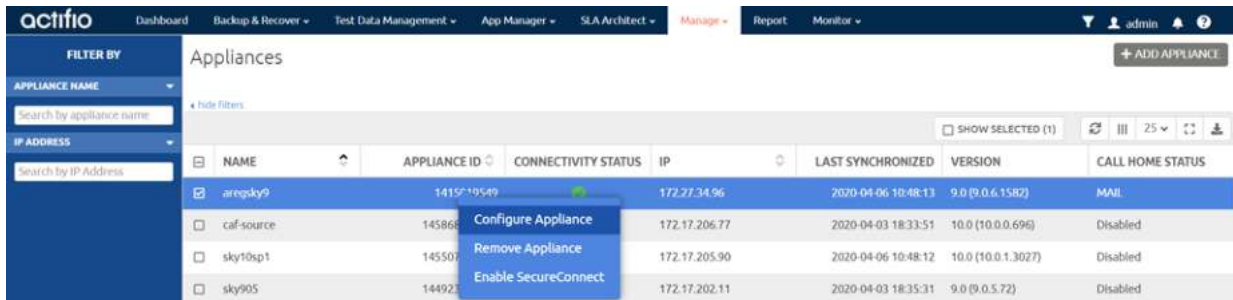 actifio Dashboard Backup & Recover Test Data Management App Manager SLA Architect Manage Report Monitor admin
FILTER BY
Appliances
+ ADD APPLIANCE
APPLIANCE NAME
hide filters
Search by appliance name
SHOW SELECTED (1) 25
IP ADDRESS
Search by IP Address
NAME APPLIANCE ID CONNECTIVITY STATUS IP LAST SYNCHRONIZED VERSION CALL HOME STATUS
aregsky9 172.27.34.96 2020-04-06 10:48:13 9.0 (9.0.6.1582) MAIL
Configure Appliance
caf-source 145868 172.17.206.77 2020-04-03 18:33:51 10.0 (10.0.0.696) Disabled
Remove Appliance
sky10sp1 145507 172.17.205.90 2020-04-06 10:48:12 10.0 (10.0.1.3027) Disabled
Enable SecureConnect
sky905 144923 172.17.202.11 2020-04-03 18:35:31 9.0 (9.0.5.72) Disabled